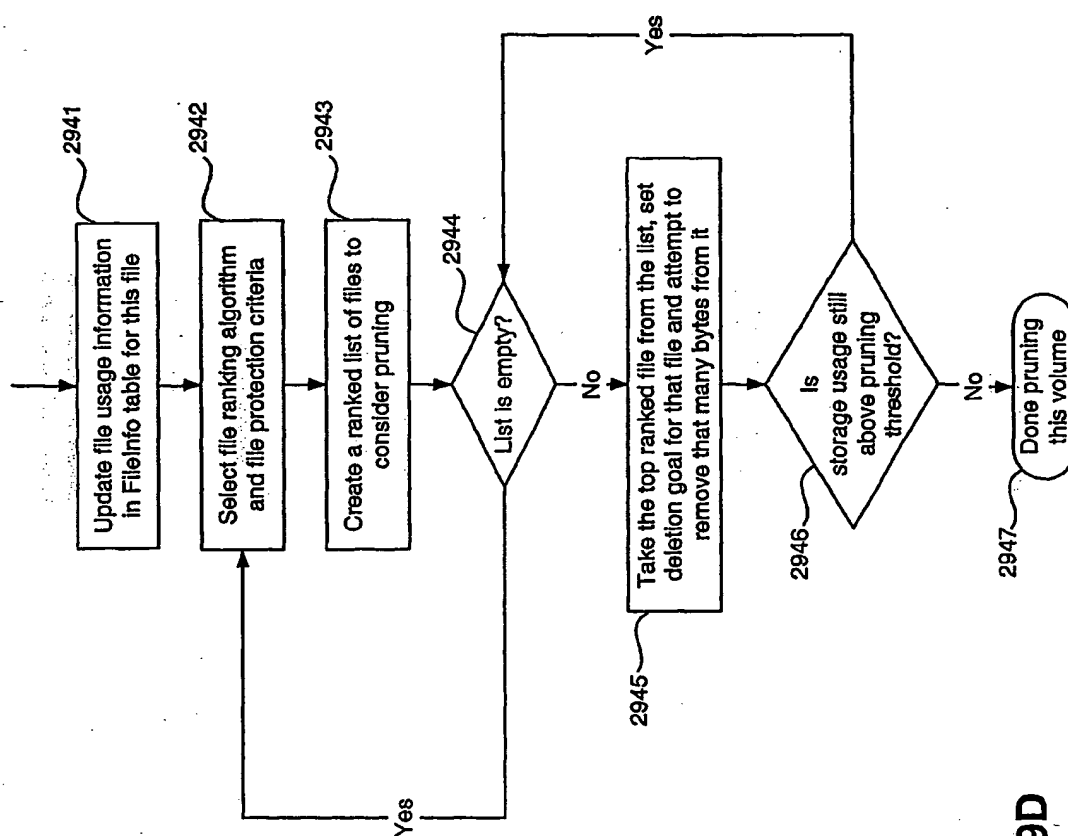 2941
Update file usage information
in FileInfo table for this file
2942
Select file ranking algorithm
and file protection criteria
2943
Create a ranked list of files to
consider pruning
2944
List is empty?
Yes
No
2945
Take the top ranked file from the list, set
deletion goal for that file and attempt to
remove that many bytes from it
2946
Is
storage usage still
above pruning
threshold?
Yes
No
2947
Done pruning
this volume
9D